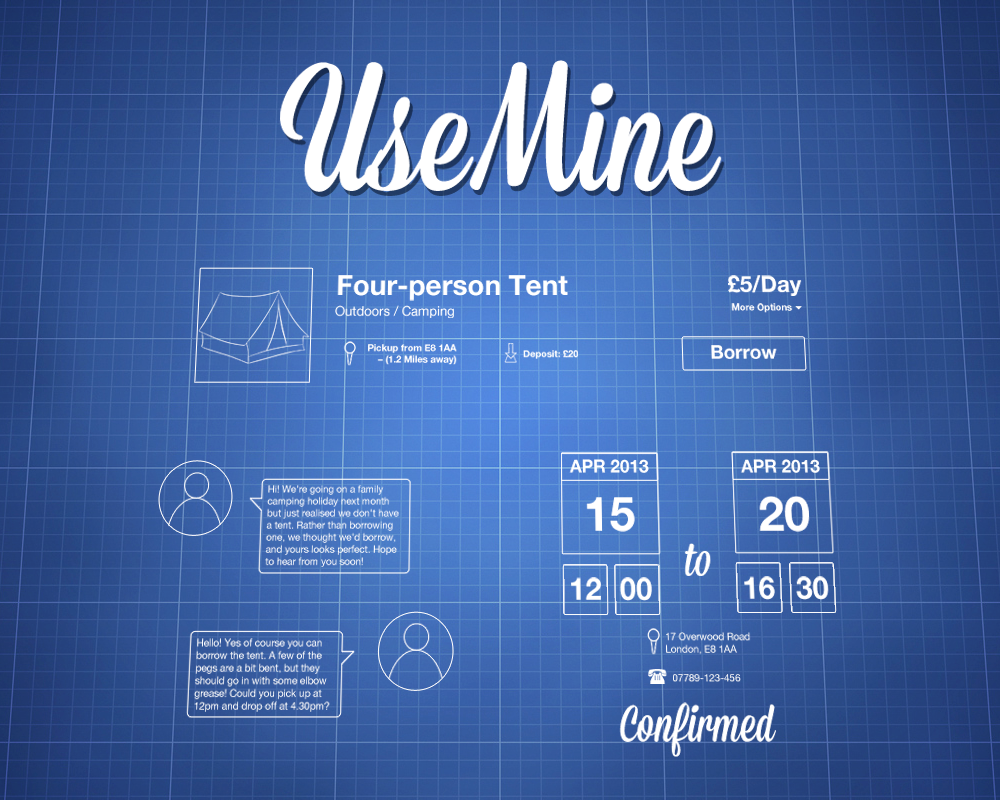 UseMine
Four-person Tent
Outdoors / Camping
Pickup from E8 1AA
– (1.2 Miles away)
Deposit: £20
£5/Day
More Options
Borrow
Hi! We're going on a family
camping holiday next month
but just realised we don't have
a tent. Rather than borrowing
one, we thought we'd borrow,
and yours looks perfect. Hope
to hear from you soon!
Hello! Yes of course you can
borrow the tent. A few of the
pegs are a bit bent, but they
should go in with some elbow
grease! Could you pick up at
12pm and drop off at 4.30pm?
APR 2013
15
12 00
to
APR 2013
20
16 30
17 Overwood Road
London, E8 1AA
07789-123-456
Confirmed